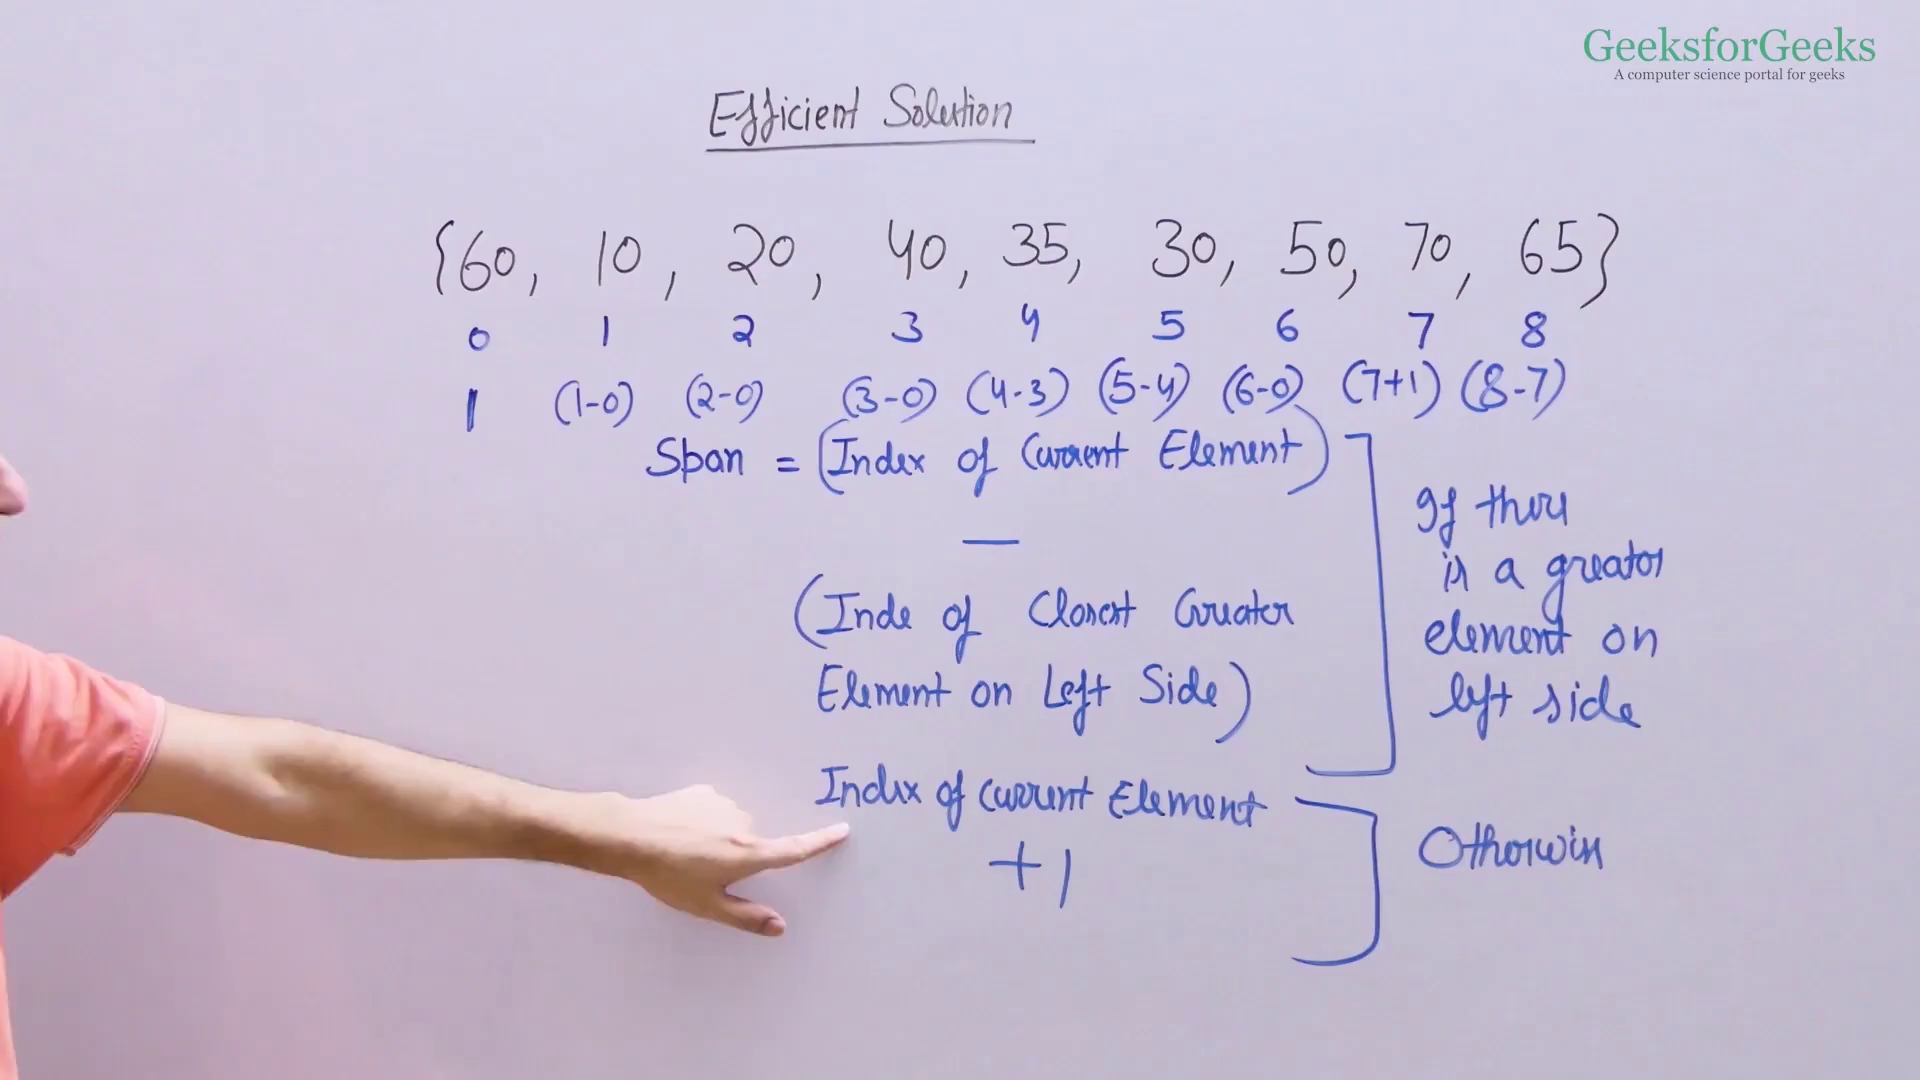 GeeksforGeeks
A computer science portal for geeks
Efficient Solution
{60, 10, 20, 40, 35, 30, 50, 70, 65}
0 1 2 3 4 5 6 7 8
1 (1-0) (2-0) (3-0) (4-3) (5-4) (6-0) (7+1) (8-7)
Span = (Index of Current Element)
—
(Inde of Closest Greater
Element on Left Side)
If there
is a greator
element on
left side
Index of Current Element
+1
Otherwise